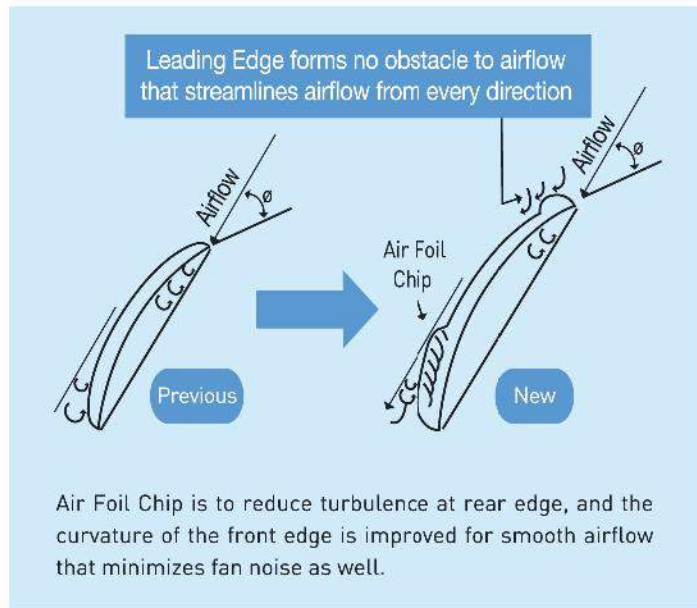 Leading Edge forms no obstacle to airflow
that streamlines airflow from every direction
Airflow
ø
Airflow
ø
Air Foil
Chip
Previous
New
Air Foil Chip is to reduce turbulence at rear edge, and the
curvature of the front edge is improved for smooth airflow
that minimizes fan noise as well.